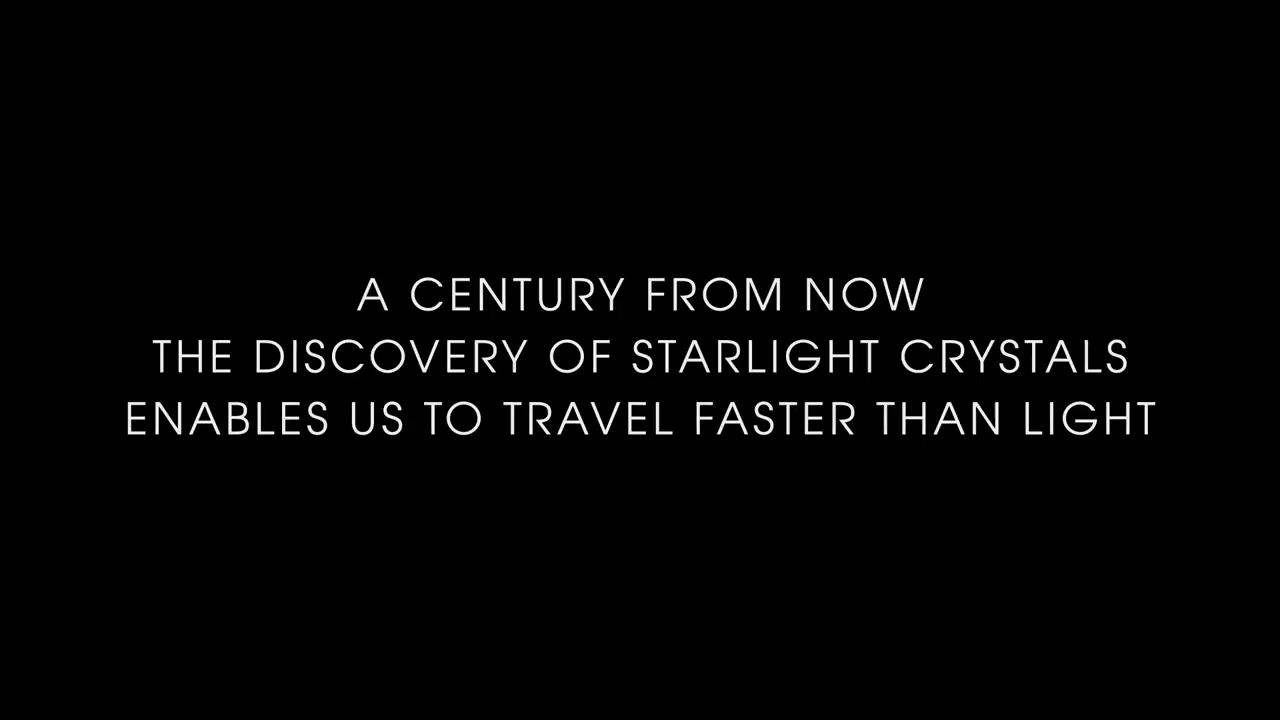 A CENTURY FROM NOW
THE DISCOVERY OF STARLIGHT CRYSTALS
ENABLES US TO TRAVEL FASTER THAN LIGHT